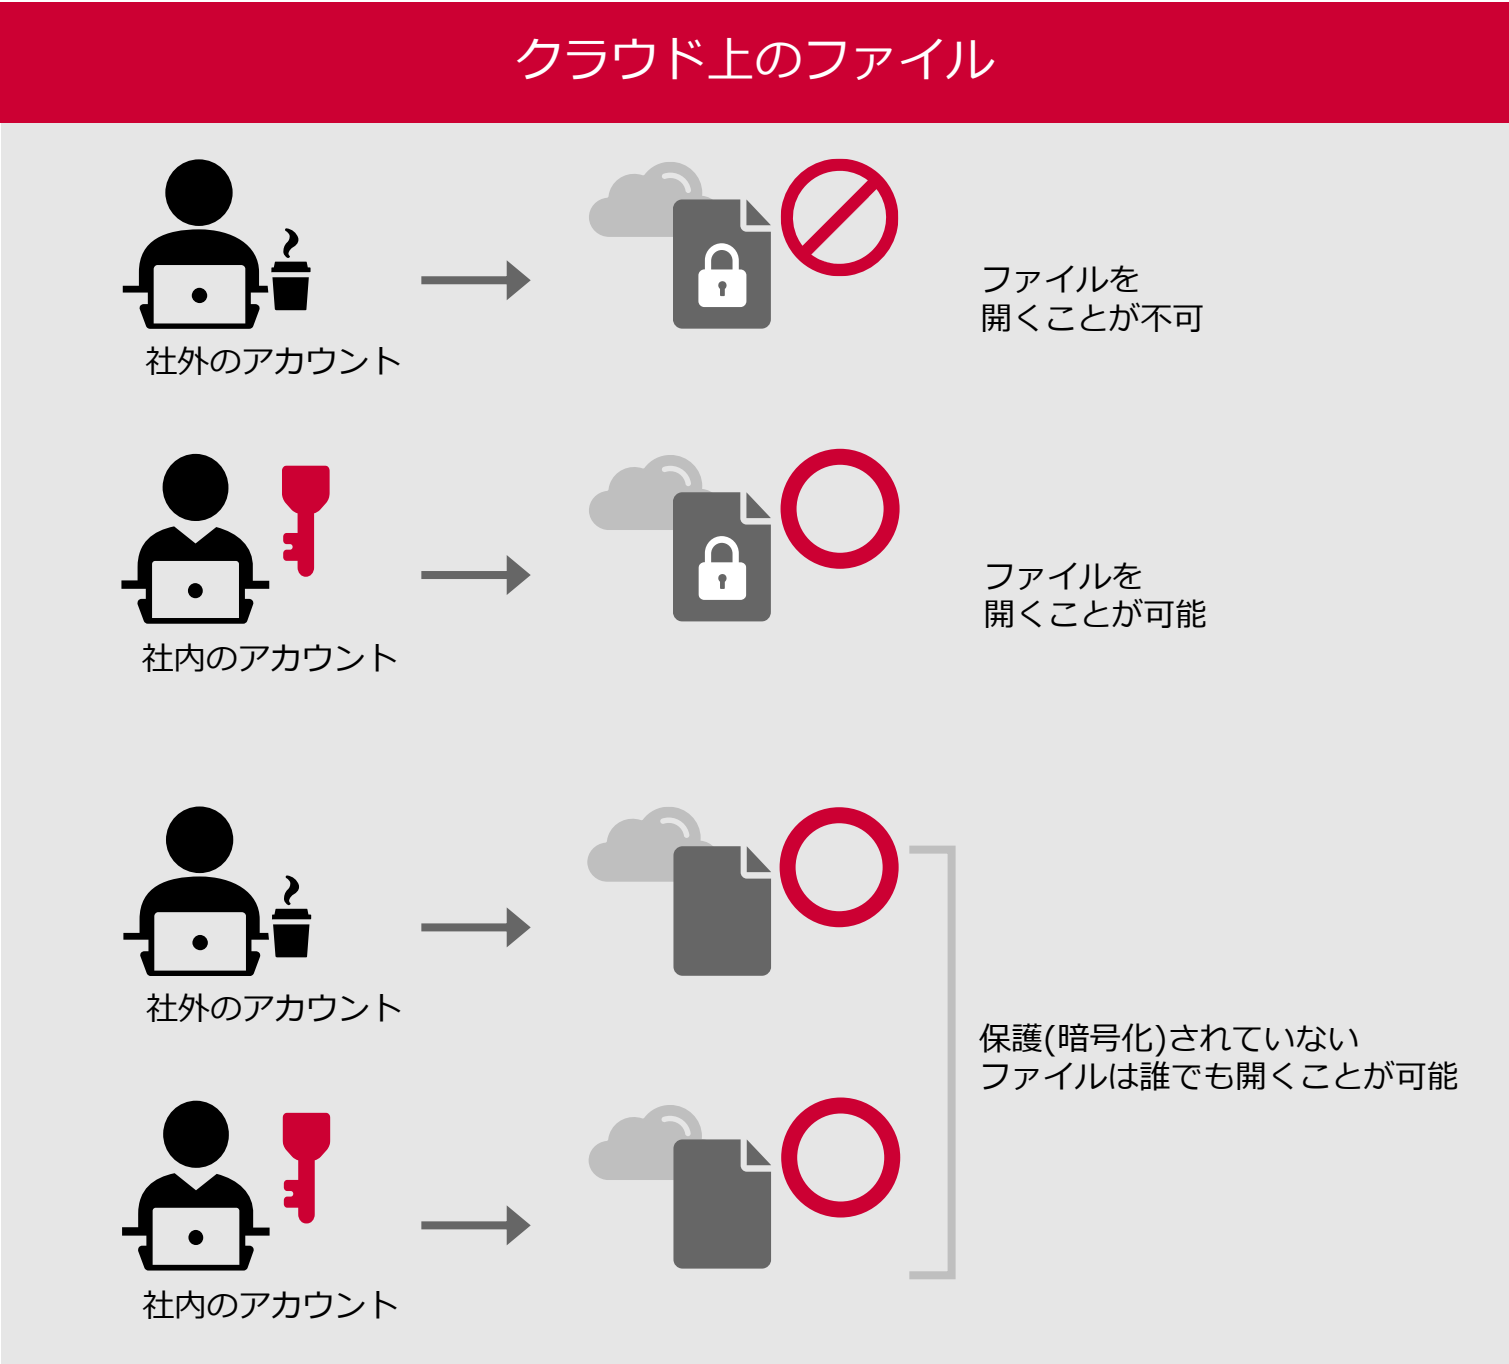 クラウド上のファイル
社外のアカウント
ファイルを
開くことが不可
社内のアカウント
ファイルを
開くことが可能
社外のアカウント
保護(暗号化)されていない
ファイルは誰でも開くことが可能
社内のアカウント